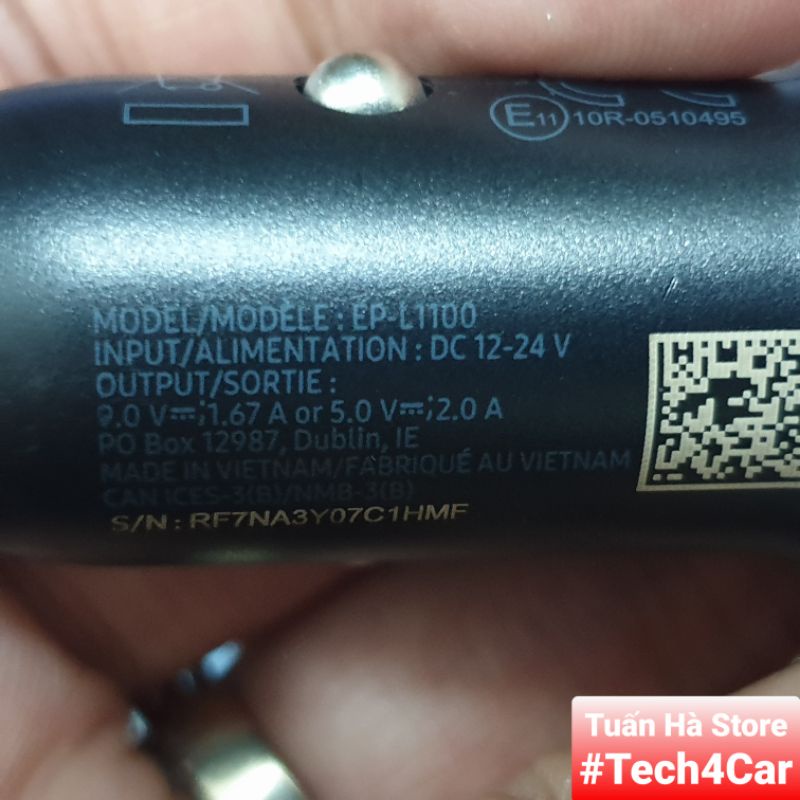 E11 10R-0510495
MODEL/MODÈLE : EP-L1100
INPUT/ALIMENTATION : DC 12-24 V
OUTPUT/SORTIE :
9.0 V⎓;1.67 A or 5.0 V⎓;2.0 A
PO Box 12987, Dublin, IE
MADE IN VIETNAM/FABRIQUÉ AU VIETNAM
CAN ICES-3(B)/NMB-3(B)
S/N : RF7NA3Y07C1HMF
Tuấn Hà Store
#Tech4Car